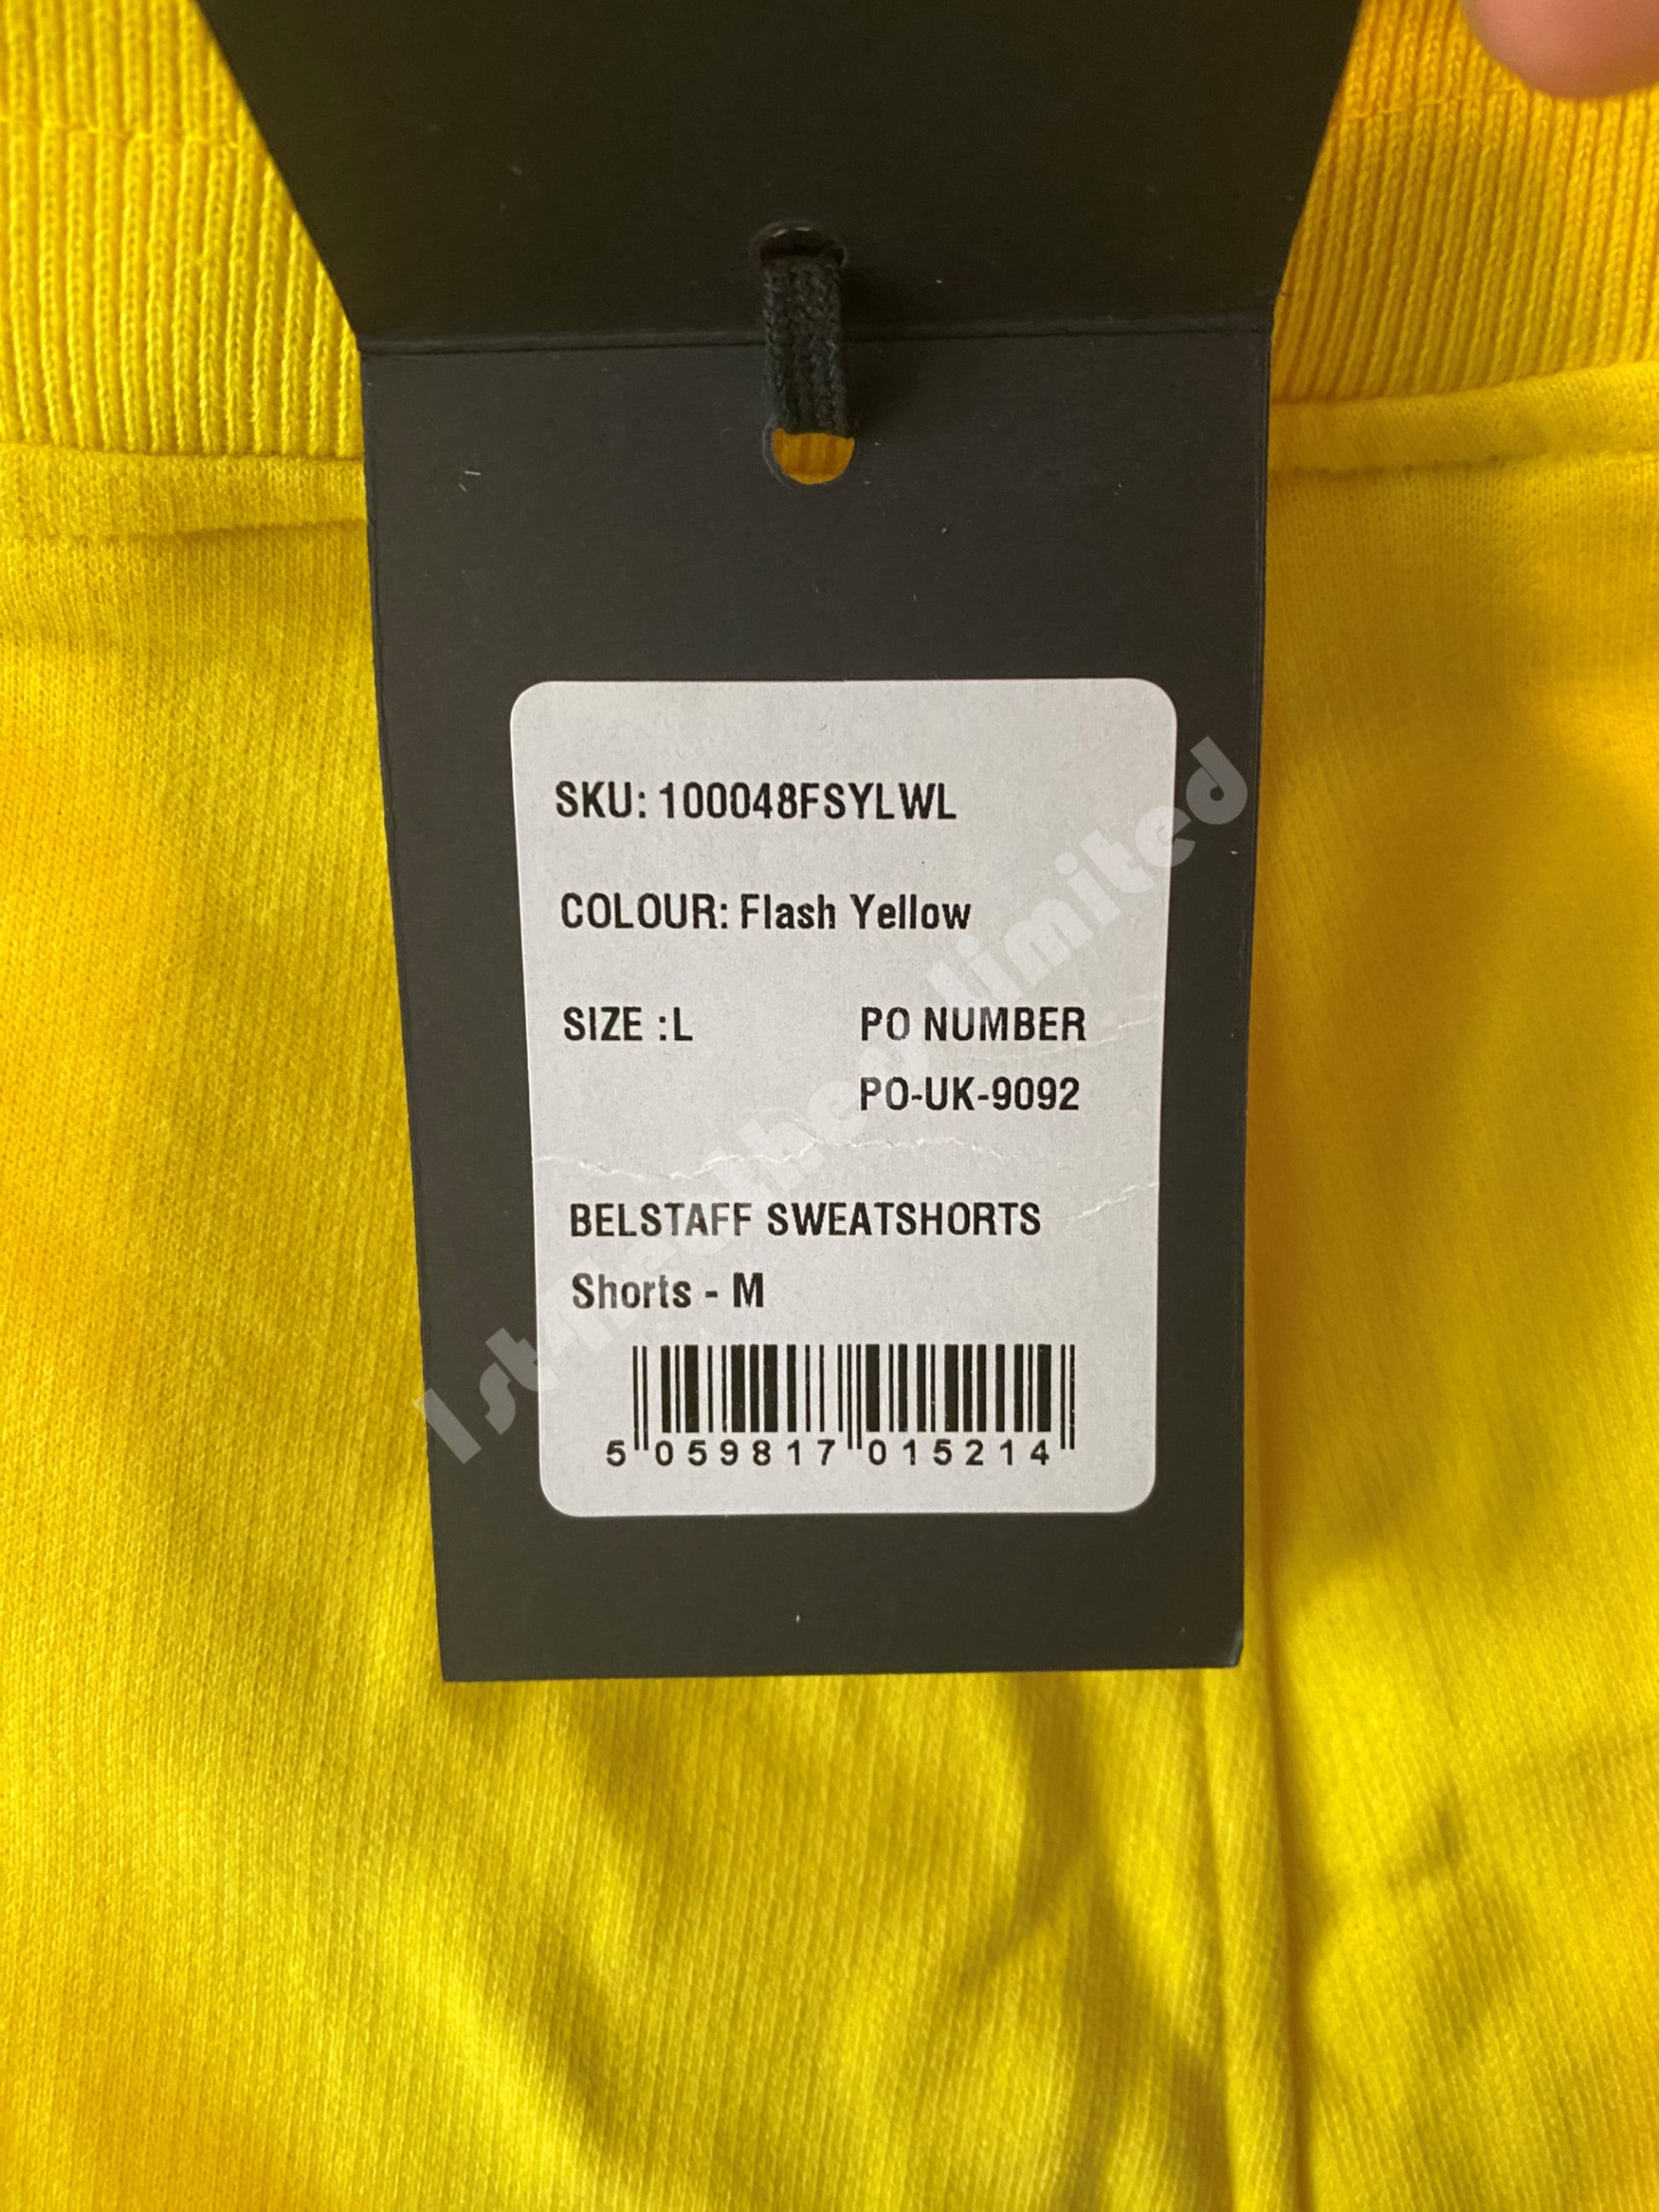 SKU: 100048FSYLWL
COLOUR: Flash Yellow
SIZE :L
PO NUMBER
PO-UK-9092
BELSTAFF SWEATSHORTS
Shorts - M
5 059817 015214